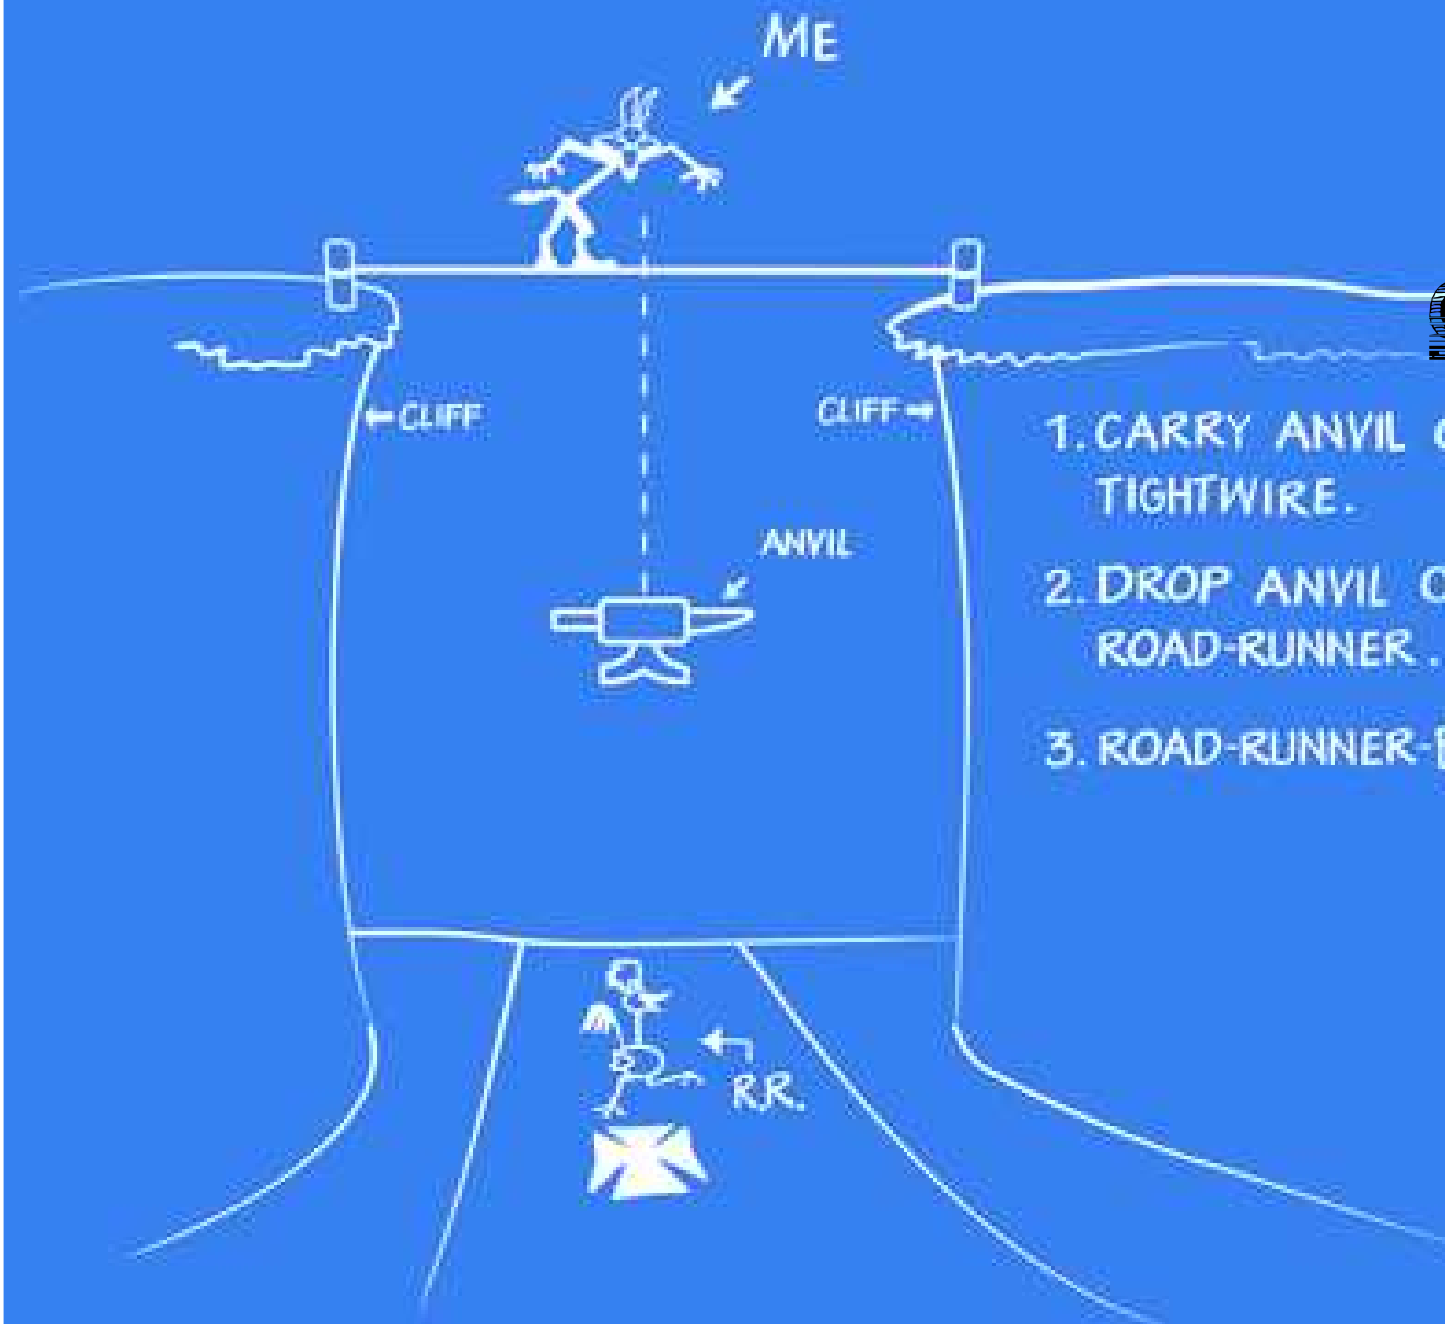 ME
← CLIFF
CLIFF →
ANVIL
R.R.
1. CARRY ANVIL
TIGHTWIRE.
2. DROP ANVIL
ROAD-RUNNER.
3. ROAD-RUNNER-